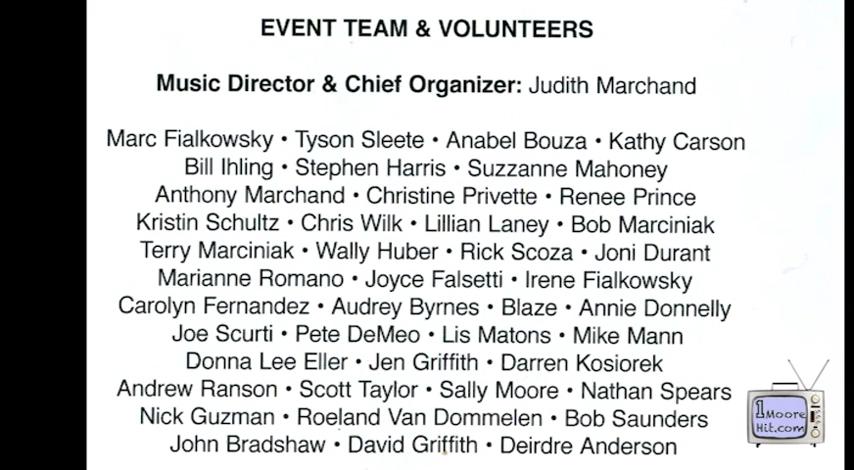 EVENT TEAM & VOLUNTEERS
Music Director & Chief Organizer: Judith Marchand
Marc Fialkowsky • Tyson Sleete • Anabel Bouza • Kathy Carson
Bill Ihling • Stephen Harris • Suzzanne Mahoney
Anthony Marchand • Christine Privette • Renee Prince
Kristin Schultz • Chris Wilk • Lillian Laney • Bob Marciniak
Terry Marciniak • Wally Huber • Rick Scoza • Joni Durant
Marianne Romano • Joyce Falsetti • Irene Fialkowsky
Carolyn Fernandez • Audrey Byrnes • Blaze • Annie Donnelly
Joe Scurti • Pete DeMeo • Lis Matons • Mike Mann
Donna Lee Eller • Jen Griffith • Darren Kosiorek
Andrew Ranson • Scott Taylor • Sally Moore • Nathan Spears
Nick Guzman • Roeland Van Dommelen • Bob Saunders
John Bradshaw • David Griffith • Deirdre Anderson
1Moore
Hit.com